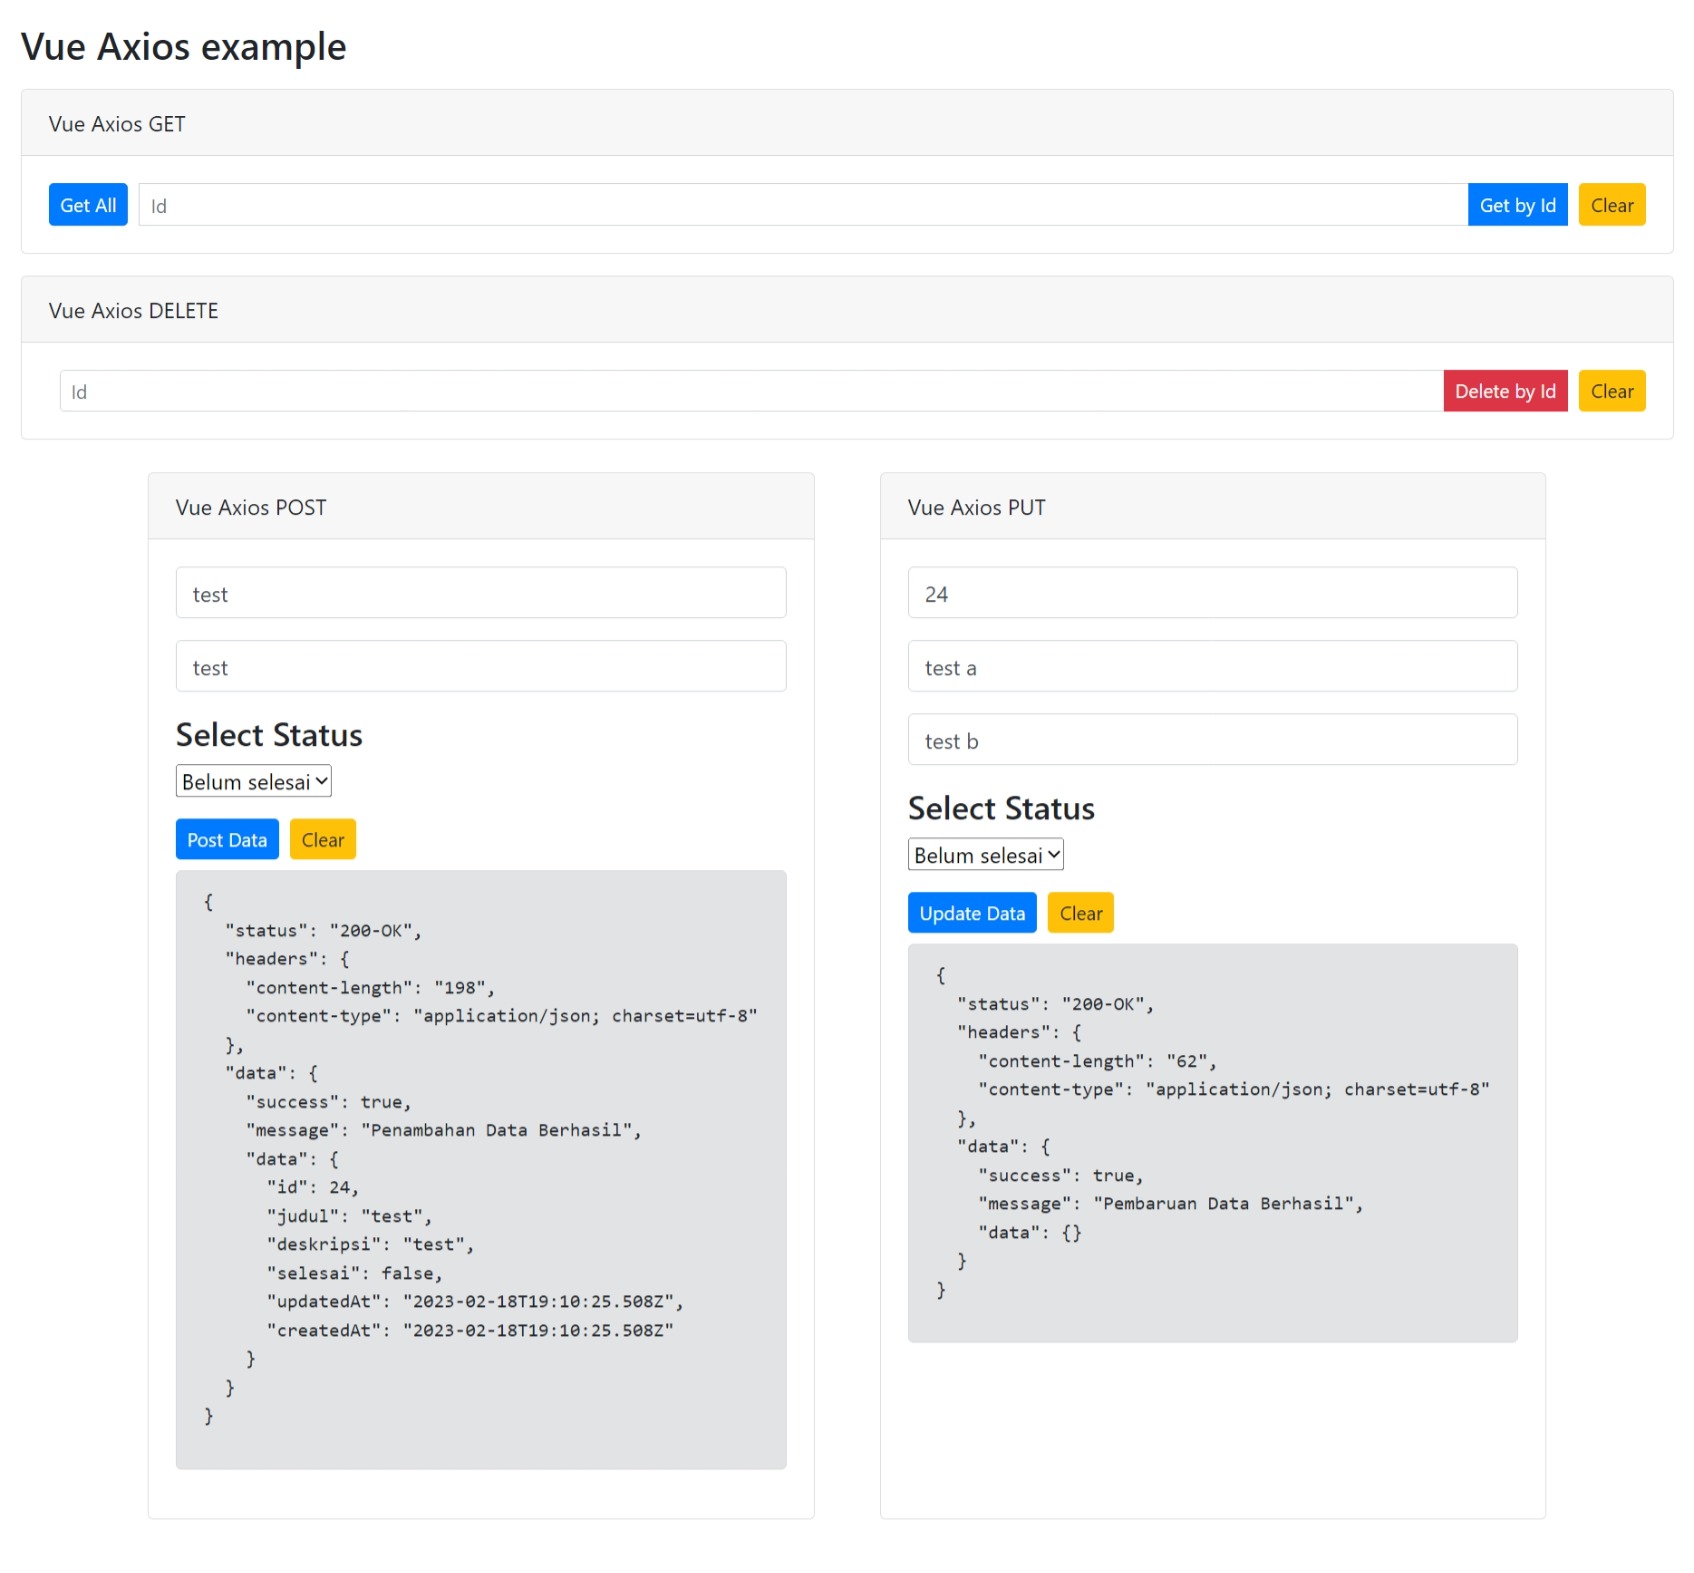 Vue Axios example
Vue Axios GET
Get All Id Get by Id Clear
Vue Axios DELETE
Id Delete by Id Clear
Vue Axios POST
test
test
Select Status
Belum selesai
Post Data Clear
{
  "status": "200-OK",
  "headers": {
    "content-length": "198",
    "content-type": "application/json; charset=utf-8"
  },
  "data": {
    "success": true,
    "message": "Penambahan Data Berhasil",
    "data": {
      "id": 24,
      "judul": "test",
      "deskripsi": "test",
      "selesai": false,
      "updatedAt": "2023-02-18T19:10:25.508Z",
      "createdAt": "2023-02-18T19:10:25.508Z"
    }
  }
}
Vue Axios PUT
24
test a
test b
Select Status
Belum selesai
Update Data Clear
{
  "status": "200-OK",
  "headers": {
    "content-length": "62",
    "content-type": "application/json; charset=utf-8"
  },
  "data": {
    "success": true,
    "message": "Pembaruan Data Berhasil",
    "data": {}
  }
}